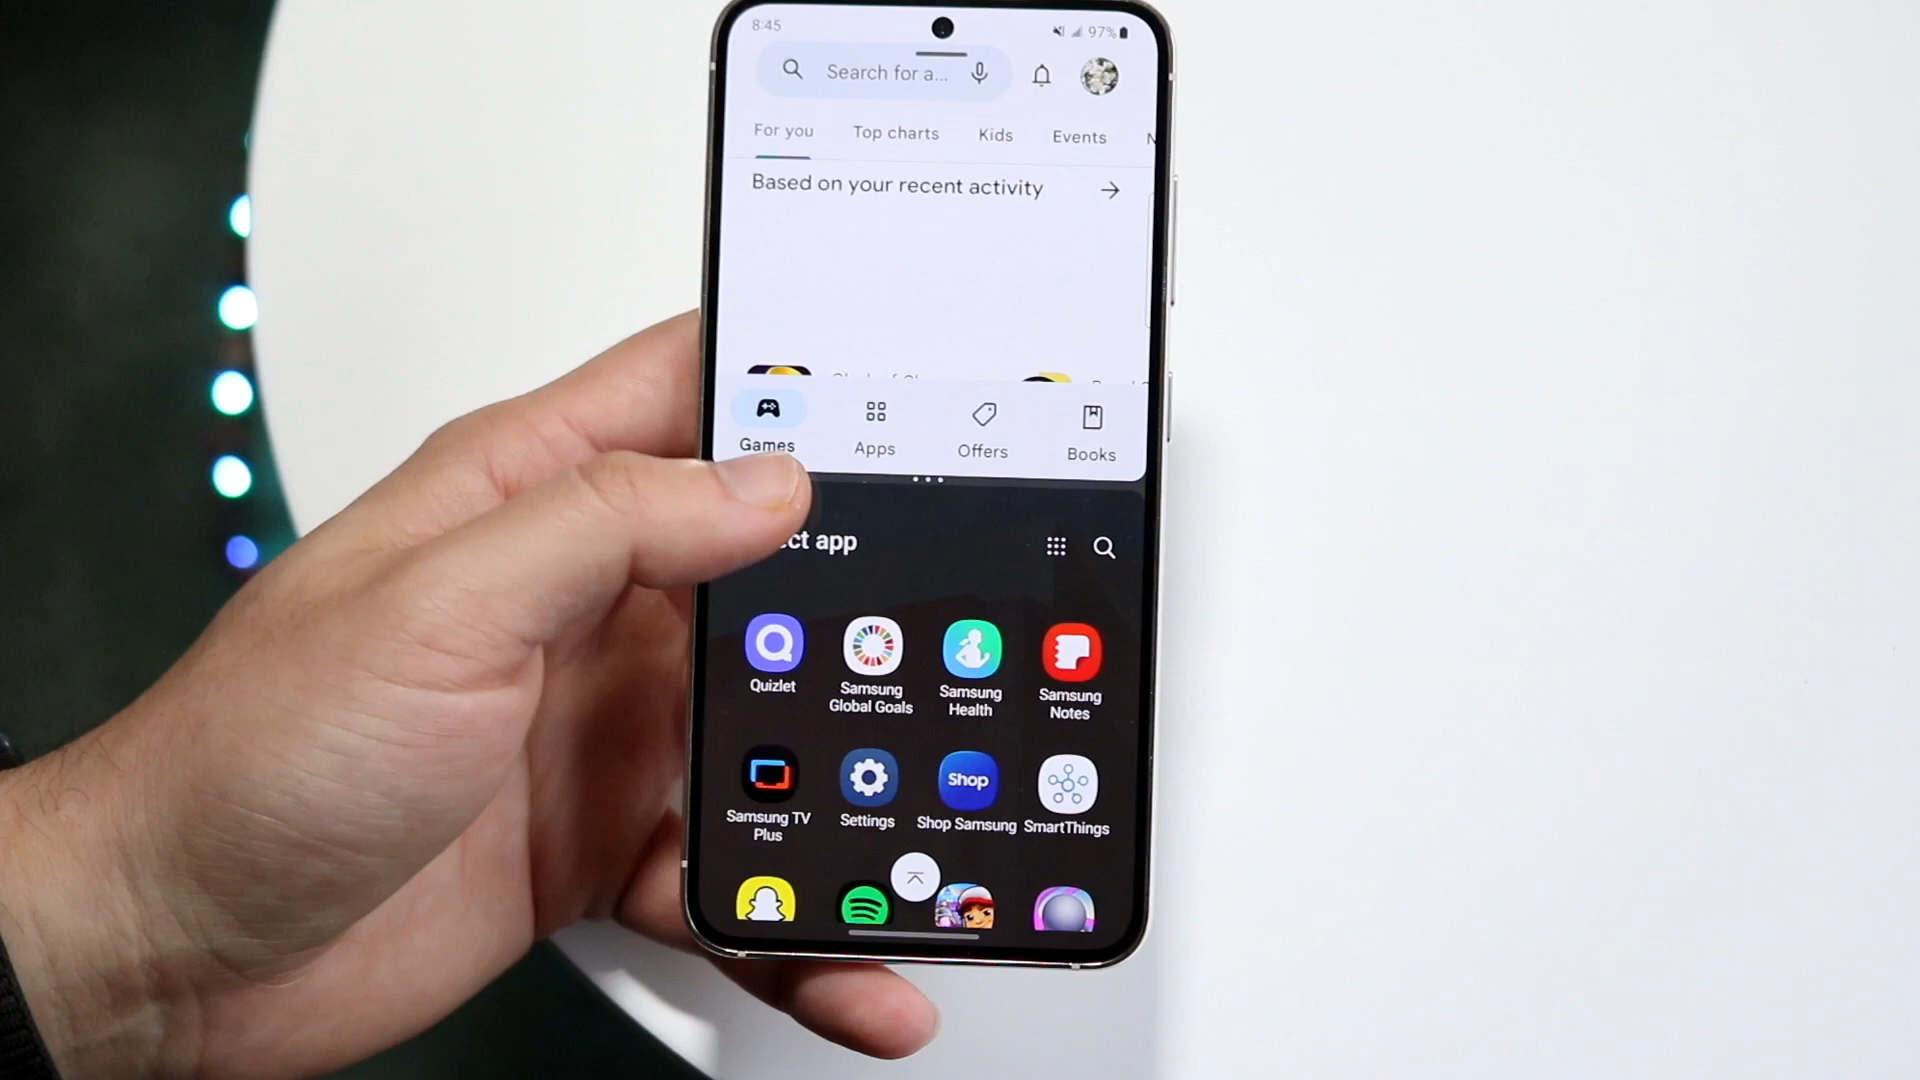 8:45 97%
Search for a...
For you Top charts Kids Events N
Based on your recent activity
Games Apps Offers Books
ct app
Quizlet
Samsung Global Goals
Samsung Health
Samsung Notes
Samsung TV Plus
Settings
Shop
Shop Samsung
SmartThings